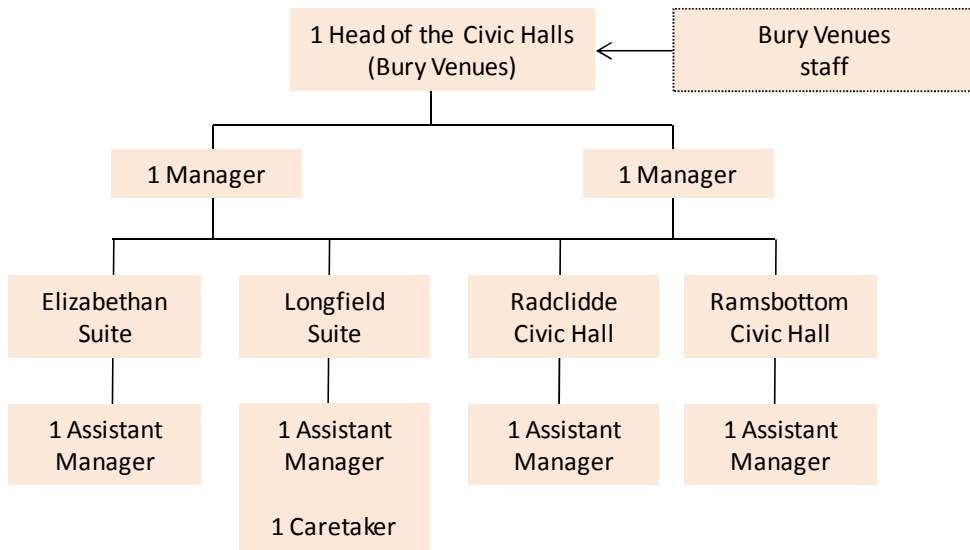 1 Head of the Civic Halls
(Bury Venues)
Bury Venues
staff
1 Manager
1 Manager
Elizabethan
Suite
Longfield
Suite
Radclidde
Civic Hall
Ramsbottom
Civic Hall
1 Assistant
Manager
1 Assistant
Manager
1 Caretaker
1 Assistant
Manager
1 Assistant
Manager